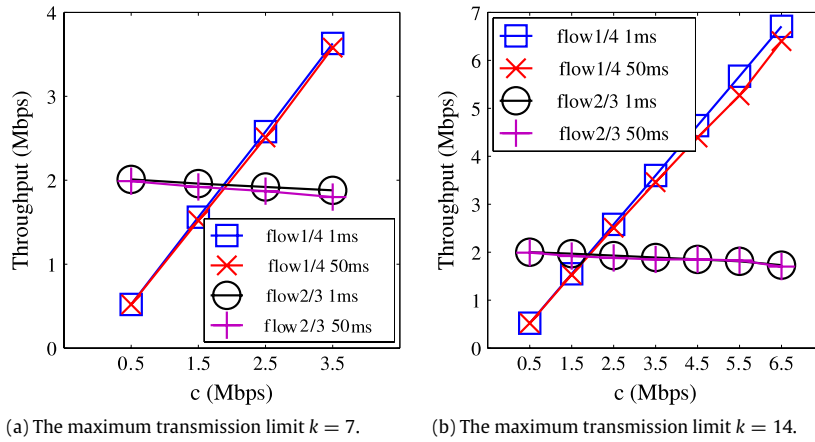 4
3
2
1
0
Throughput (Mbps)
flow1/4 1ms
flow1/4 50ms
flow2/3 1ms
flow2/3 50ms
0.5 1.5 2.5 3.5
c (Mbps)
(a) The maximum transmission limit k = 7.
7
6
5
4
3
2
1
0
Throughput (Mbps)
flow1/4 1ms
flow1/4 50ms
flow2/3 1ms
flow2/3 50ms
0.5 1.5 2.5 3.5 4.5 5.5 6.5
c (Mbps)
(b) The maximum transmission limit k = 14.